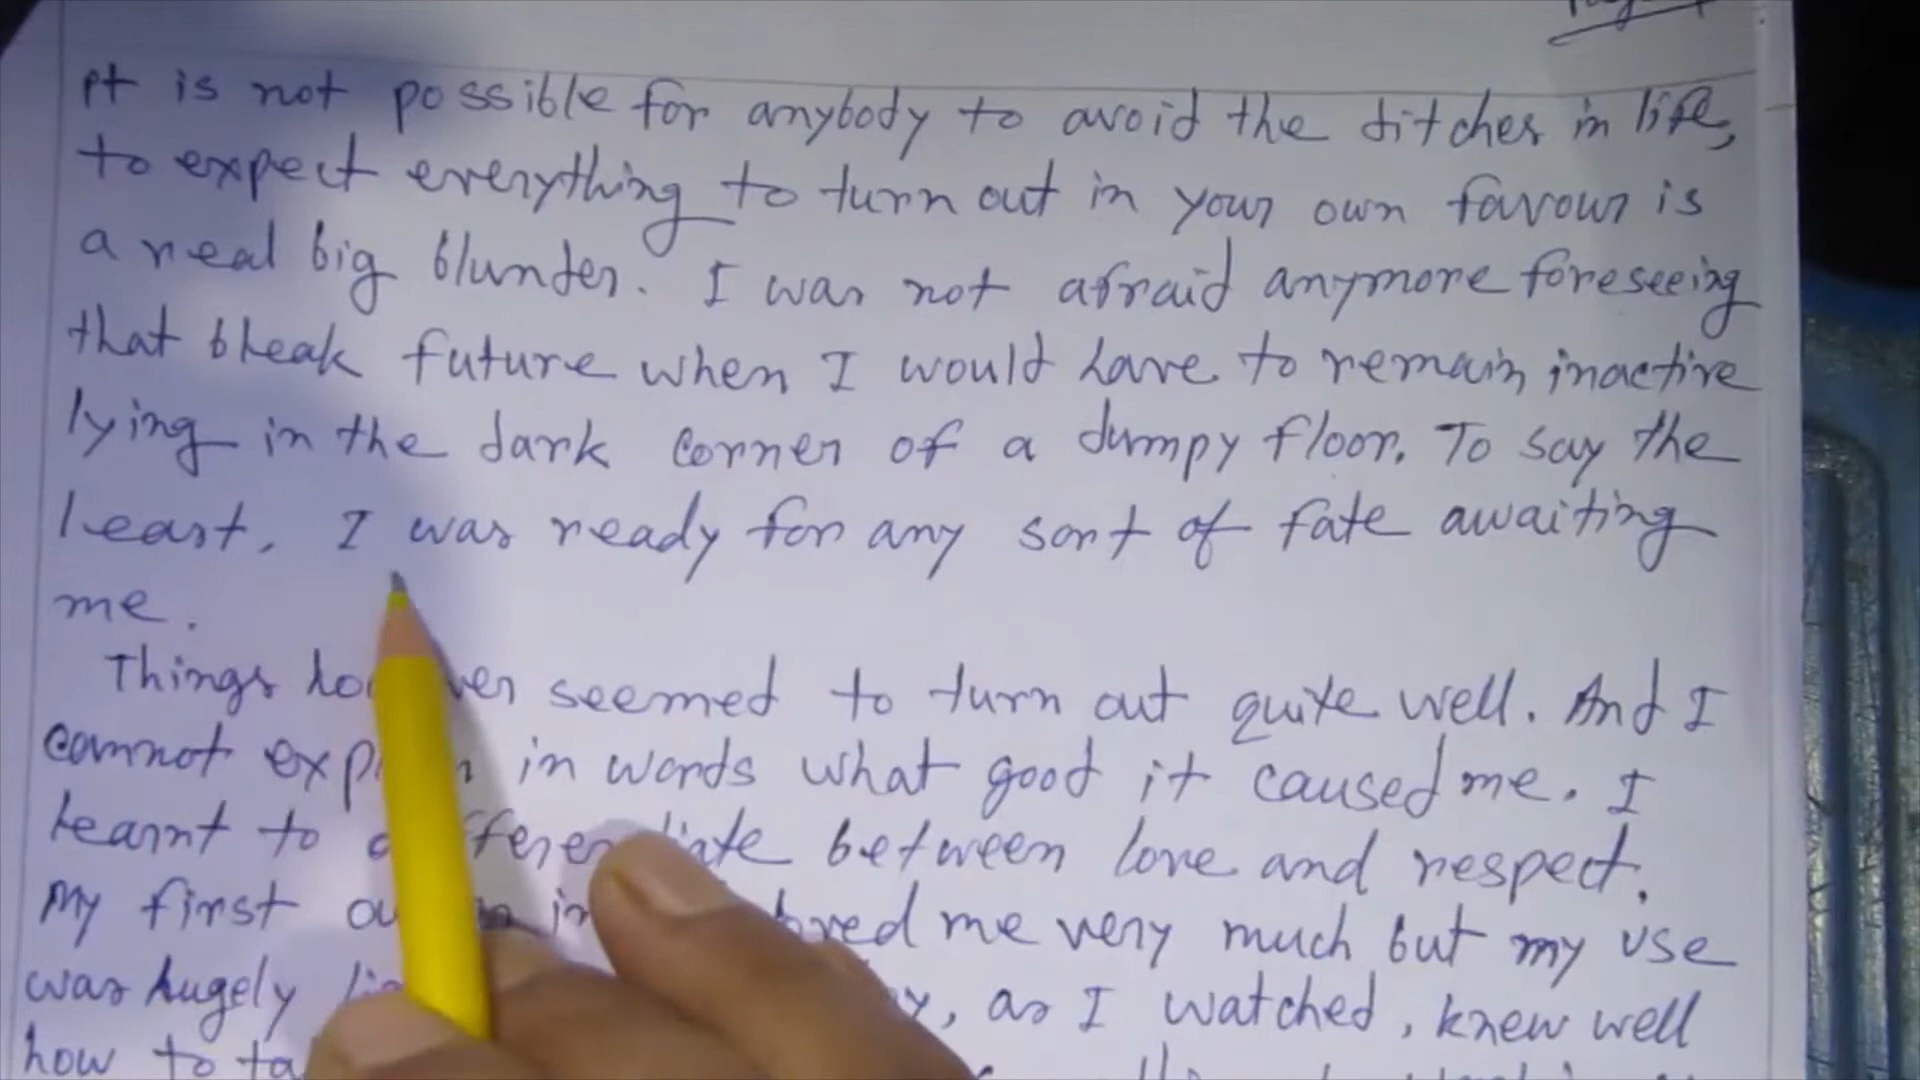 It is not possible for anybody to avoid the ditches in life,
to expect everything to turn out in your own favour is
a real big blunder. I was not afraid anymore foreseeing
that bleak future when I would have to remain inactive
lying in the dark corner of a dumpy floor. To say the
least, I was ready for any sort of fate awaiting
me.
Things seemed to turn out quite well. And I
cannot in words what good it caused me. I
learnt to between love and respect.
My first me very much but my use
was hugely , as I watched, knew well
how to